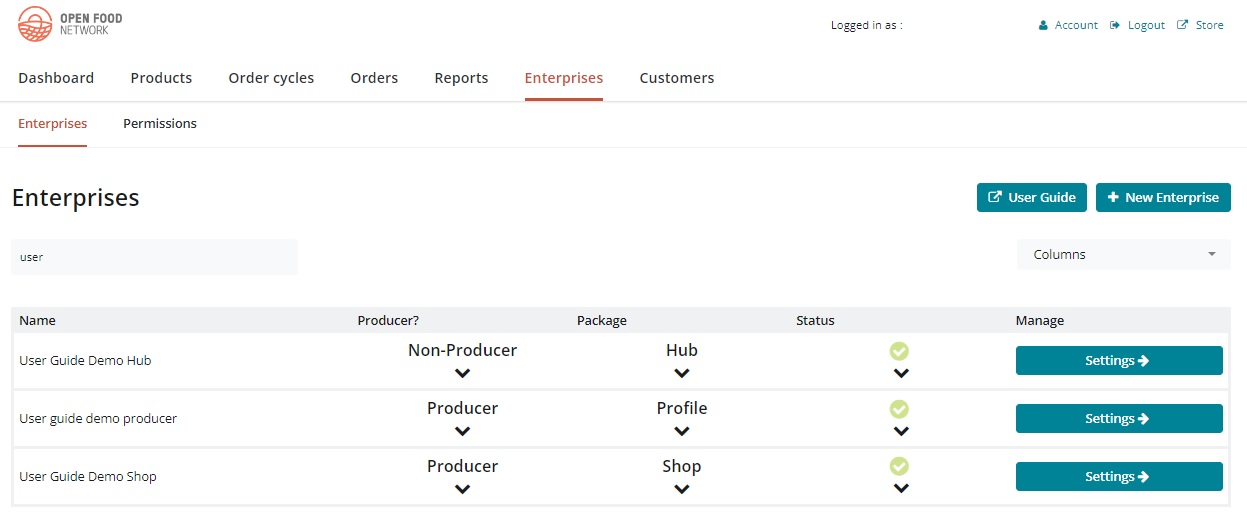 OPEN FOOD
NETWORK
Logged in as :
Account
Logout
Store
Dashboard
Products
Order cycles
Orders
Reports
Enterprises
Customers
Enterprises
Permissions
Enterprises
User Guide
New Enterprise
user
Columns
Name
Producer?
Package
Status
Manage
User Guide Demo Hub
Non-Producer
Hub
Settings
User guide demo producer
Producer
Profile
Settings
User Guide Demo Shop
Producer
Shop
Settings